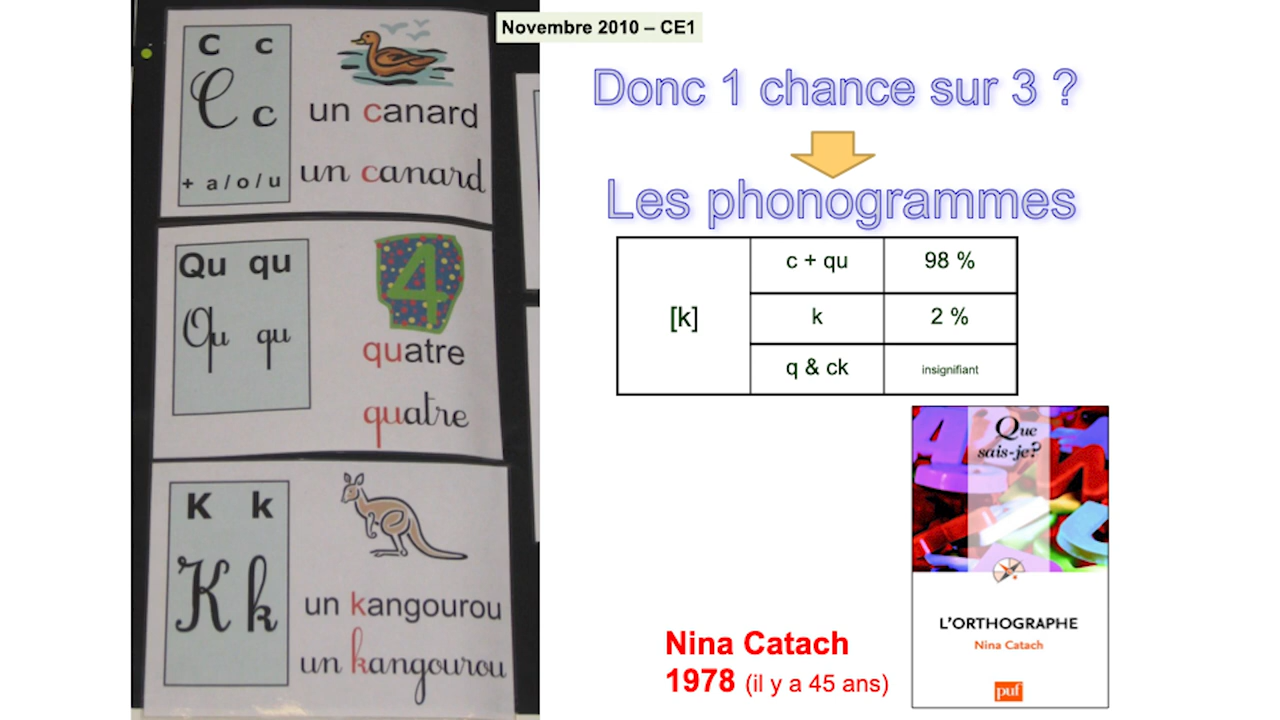 Novembre 2010 – CE1
C c
C c
+ a / o / u
un canard
un canard
Qu qu
Qu qu
4
quatre
quatre
K k
K k
un kangourou
un kangourou
Donc 1 chance sur 3 ?
Les phonogrammes
[k]
c + qu 98 %
k 2 %
q & ck insignifiant
Que
sais-je?
L'ORTHOGRAPHE
Nina Catach
puf
Nina Catach
1978 (il y a 45 ans)